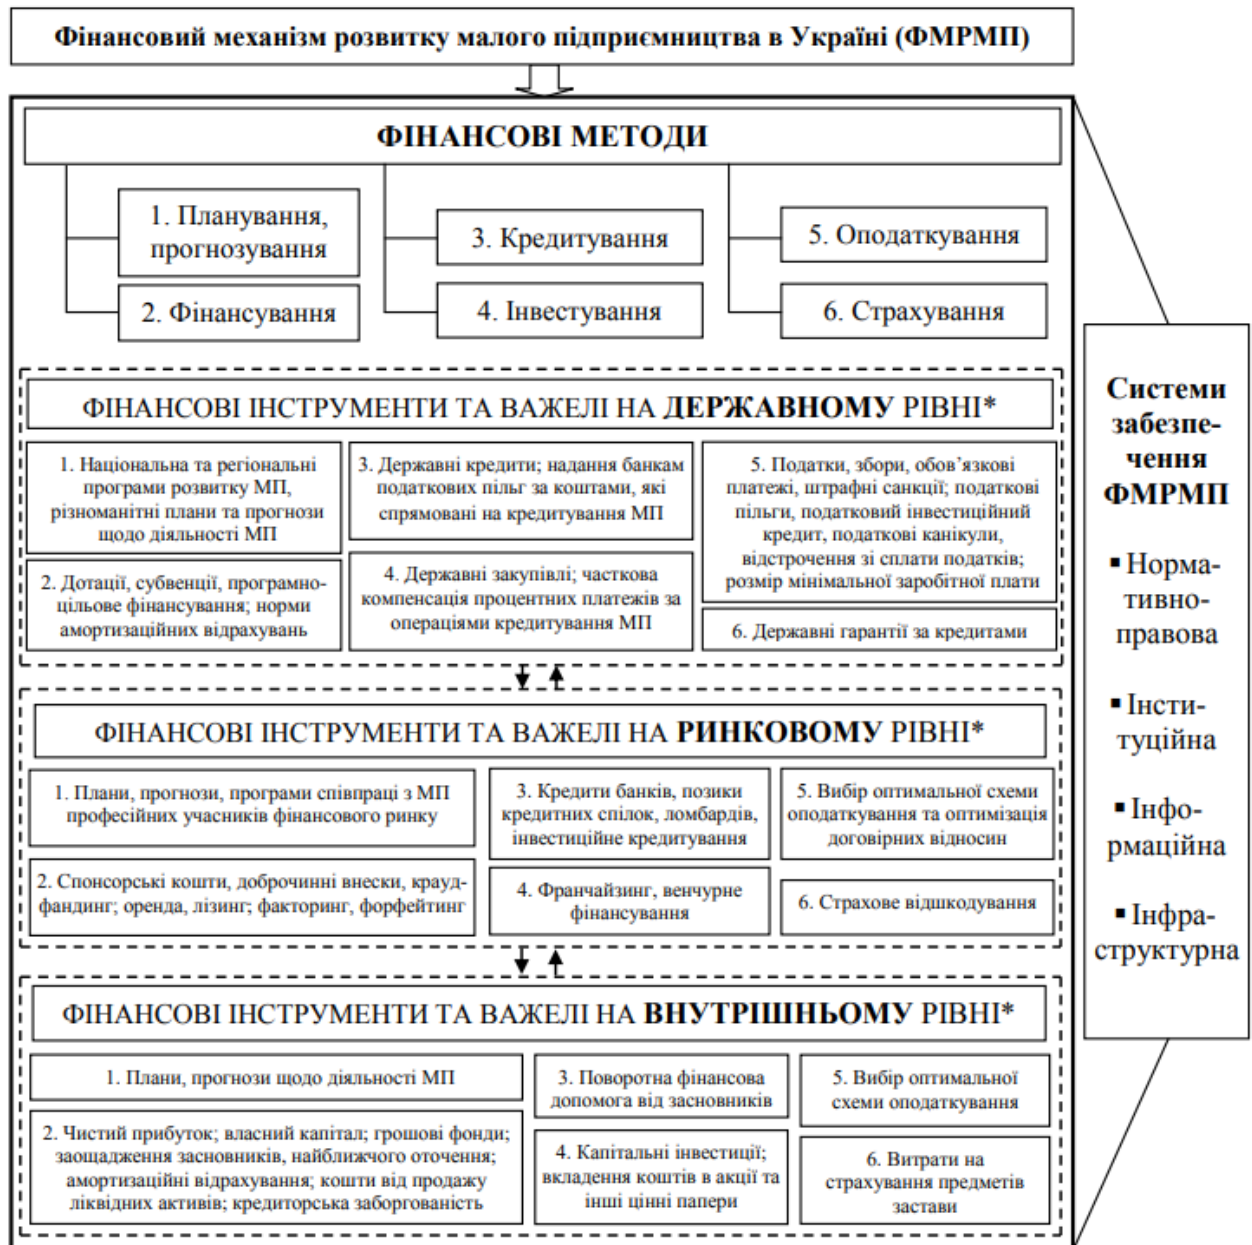 Фінансовий механізм розвитку малого підприємництва в Україні (ФМРМП)
ФІНАНСОВІ МЕТОДИ
1. Планування,
прогнозування
2. Фінансування
3. Кредитування
4. Інвестування
5. Оподаткування
6. Страхування
ФІНАНСОВІ ІНСТРУМЕНТИ ТА ВАЖЕЛІ НА ДЕРЖАВНОМУ РІВНІ*
1. Національна та регіональні
програми розвитку МП,
різноманітні плани та прогнози
щодо діяльності МП
2. Дотації, субвенції, програмно-
цільове фінансування; норми
амортизаційних відрахувань
3. Державні кредити; надання банкам
податкових пільг за коштами, які
спрямовані на кредитування МП
4. Державні закупівлі; часткова
компенсація процентних платежів за
операціями кредитування МП
5. Податки, збори, обов’язкові
платежі, штрафні санкції; податкові
пільги, податковий інвестиційний
кредит, податкові канікули,
відстрочення зі сплати податків;
розмір мінімальної заробітної плати
6. Державні гарантії за кредитами
ФІНАНСОВІ ІНСТРУМЕНТИ ТА ВАЖЕЛІ НА РИНКОВОМУ РІВНІ*
1. Плани, прогнози, програми співпраці з МП
професійних учасників фінансового ринку
2. Спонсорські кошти, доброчинні внески, крауд-
фандинг; оренда, лізинг; факторинг, форфейтинг
3. Кредити банків, позики
кредитних спілок, ломбардів,
інвестиційне кредитування
4. Франчайзинг, венчурне
фінансування
5. Вибір оптимальної схеми
оподаткування та оптимізація
договірних відносин
6. Страхове відшкодування
ФІНАНСОВІ ІНСТРУМЕНТИ ТА ВАЖЕЛІ НА ВНУТРІШНЬОМУ РІВНІ*
1. Плани, прогнози щодо діяльності МП
2. Чистий прибуток; власний капітал; грошові фонди;
заощадження засновників, найближчого оточення;
амортизаційні відрахування; кошти від продажу
ліквідних активів; кредиторська заборгованість
3. Поворотна фінансова
допомога від засновників
4. Капітальні інвестиції;
вкладення коштів в акції та
інші цінні папери
5. Вибір оптимальної
схеми оподаткування
6. Витрати на
страхування предметів
застави
Системи
забезпе-
чення
ФМРМП
▪ Норма-
тивно-
правова
▪ Інсти-
туційна
▪ Інфо-
рмаційна
▪ Інфра-
структурна